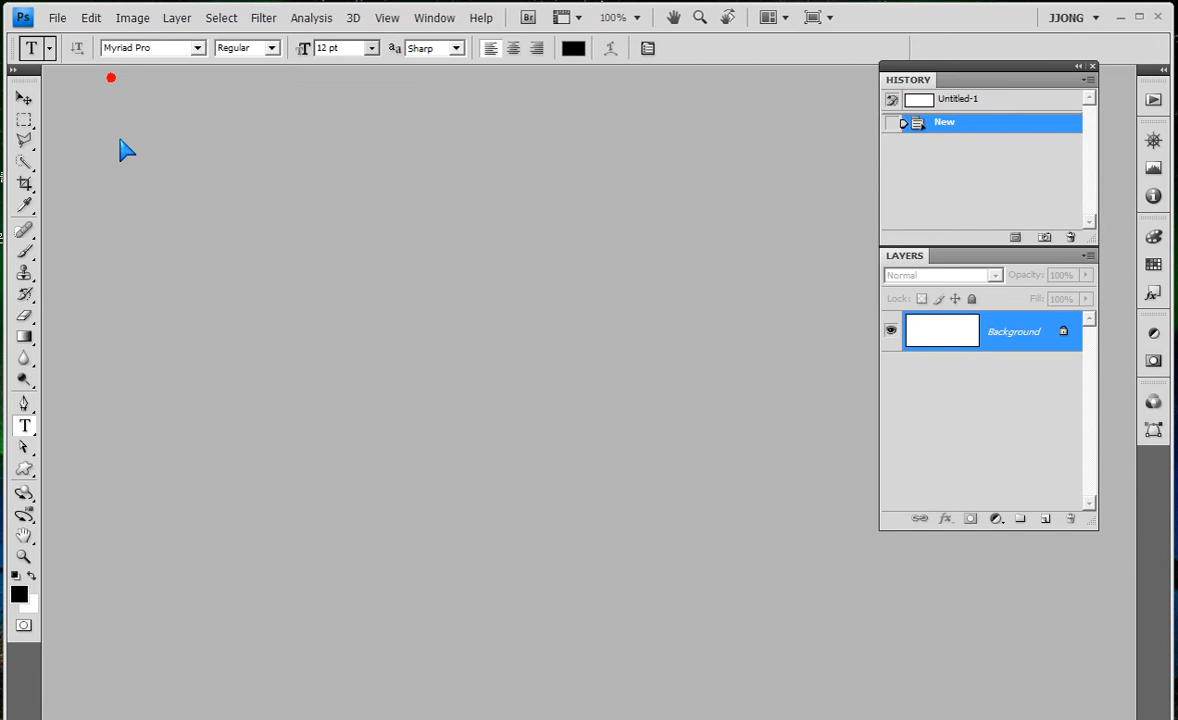 Ps File Edit Image Layer Select Filter Analysis 3D View Window Help Br 100% JJONG
T T Myriad Pro Regular T 12 pt aa Sharp
HISTORY
Untitled-1
New
LAYERS
Normal Opacity: 100%
Lock: Fill: 100%
Background
T